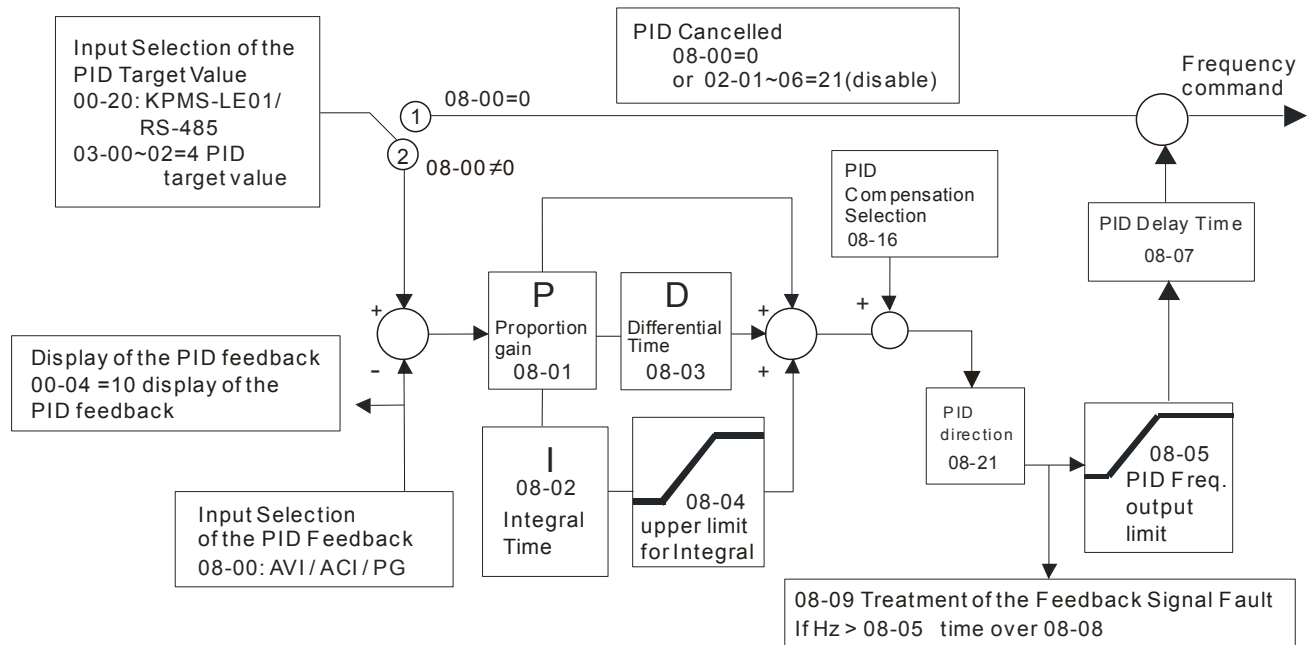 Input Selection of the
PID Target Value
00-20: KPMS-LE01/
RS-485
03-00~02=4 PID
target value
PID Cancelled
08-00=0
or 02-01~06=21(disable)
Frequency
command
1
08-00=0
2
08-00≠0
PID
Compensation
Selection
08-16
PID Delay Time
08-07
+
-
P
Proportion
gain
08-01
D
Differential
Time
08-03
+
+
+
Display of the PID feedback
00-04 =10 display of the
PID feedback
I
08-02
Integral
Time
08-04
upper limit
for Integral
PID
direction
08-21
08-05
PID Freq.
output
limit
Input Selection
of the PID Feedback
08-00: AVI / ACI / PG
08-09 Treatment of the Feedback Signal Fault
If Hz > 08-05 time over 08-08